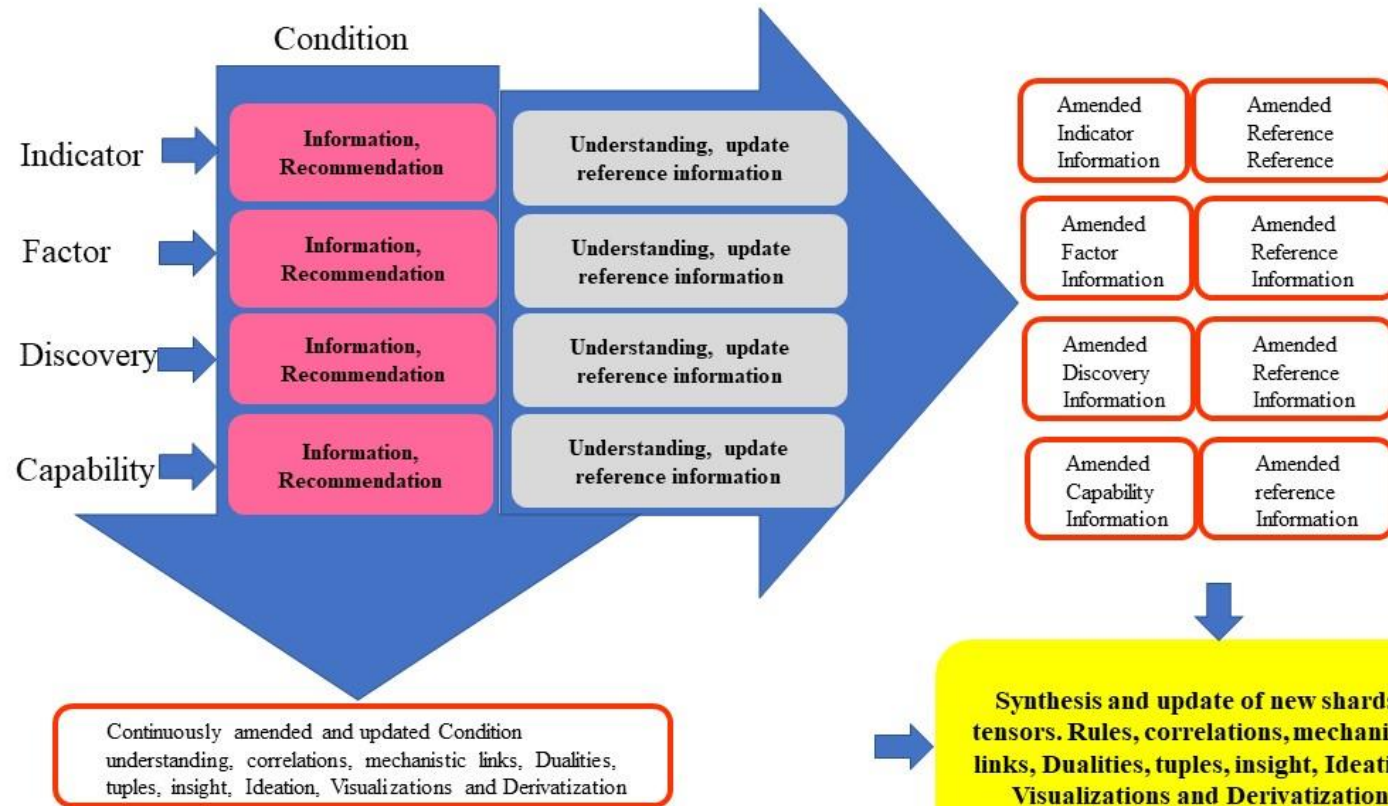 Condition
Indicator
Information,
Recommendation
Understanding, update
reference information
Amended
Indicator
Information
Amended
Reference
Reference
Factor
Information,
Recommendation
Understanding, update
reference information
Amended
Factor
Information
Amended
Reference
Information
Discovery
Information,
Recommendation
Understanding, update
reference information
Amended
Discovery
Information
Amended
Reference
Information
Capability
Information,
Recommendation
Understanding, update
reference information
Amended
Capability
Information
Amended
reference
Information
Continuously amended and updated Condition
understanding, correlations, mechanistic links, Dualities,
tuples, insight, Ideation, Visualizations and Derivatization
Synthesis and update of new shards
tensors. Rules, correlations,
links, Dualities, tuples, insight,
Visualizations and Derivatization